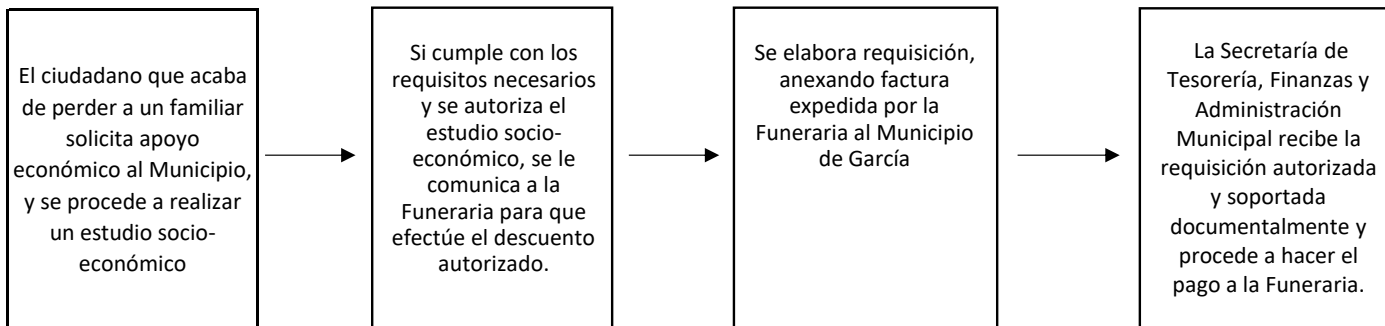 El ciudadano que acaba
de perder a un familiar
solicita apoyo
económico al Municipio,
y se procede a realizar
un estudio socio-
económico
Si cumple con los
requisitos necesarios
y se autoriza el
estudio socio-
económico, se le
comunica a la
Funeraria para que
efectúe el descuento
autorizado.
Se elabora requisición,
anexando factura
expedida por la
Funeraria al Municipio
de García
La Secretaría de
Tesorería, Finanzas y
Administración
Municipal recibe la
requisición autorizada
y soportada
documentalmente y
procede a hacer el
pago a la Funeraria.